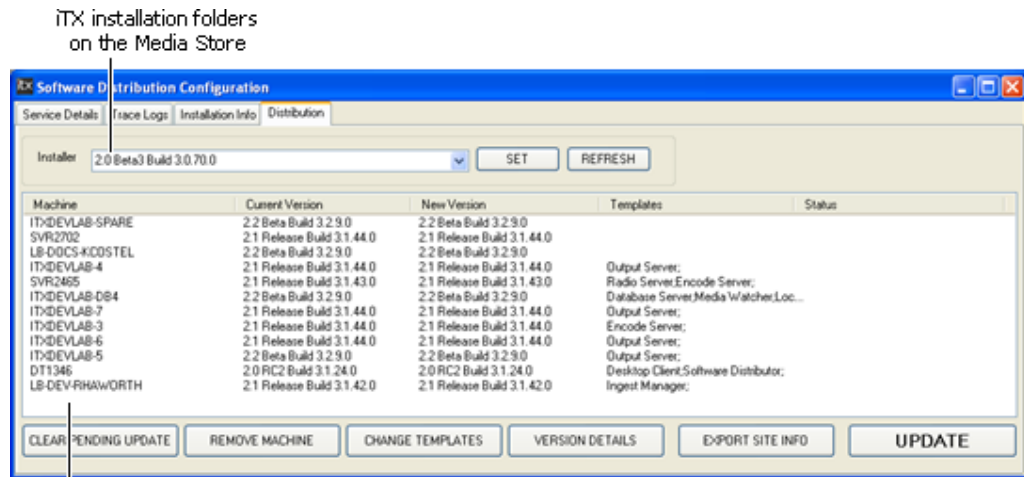 iTX installation folders
on the Media Store
iTX Software Distribution Configuration
Service Details Trace Logs Installation Info Distribution
Installer 2.0 Beta3 Build 3.0.70.0 SET REFRESH
Machine Current Version New Version Templates Status
ITXDEVLAB-SPARE 2.2 Beta Build 3.2.9.0 2.2 Beta Build 3.2.9.0
SVR2702 2.1 Release Build 3.1.44.0 2.1 Release Build 3.1.44.0
LB-DOCS-KCOSTEL 2.2 Beta Build 3.2.9.0 2.2 Beta Build 3.2.9.0
ITXDEVLAB-4 2.1 Release Build 3.1.44.0 2.1 Release Build 3.1.44.0 Output Server;
SVR2465 2.1 Release Build 3.1.43.0 2.1 Release Build 3.1.43.0 Radio Server;Encode Server;
ITXDEVLAB-DB4 2.2 Beta Build 3.2.9.0 2.2 Beta Build 3.2.9.0 Database Server;Media Watcher;Loc...
ITXDEVLAB-7 2.1 Release Build 3.1.44.0 2.1 Release Build 3.1.44.0 Output Server;
ITXDEVLAB-3 2.1 Release Build 3.1.44.0 2.1 Release Build 3.1.44.0 Encode Server;
ITXDEVLAB-6 2.1 Release Build 3.1.44.0 2.1 Release Build 3.1.44.0 Output Server;
ITXDEVLAB-5 2.2 Beta Build 3.2.9.0 2.2 Beta Build 3.2.9.0 Output Server;
DT1346 2.0 RC2 Build 3.1.24.0 2.0 RC2 Build 3.1.24.0 Desktop Client;Software Distributor;
LB-DEV-RHAWORTH 2.1 Release Build 3.1.42.0 2.1 Release Build 3.1.42.0 Ingest Manager;
CLEAR PENDING UPDATE REMOVE MACHINE CHANGE TEMPLATES VERSION DETAILS EXPORT SITE INFO UPDATE